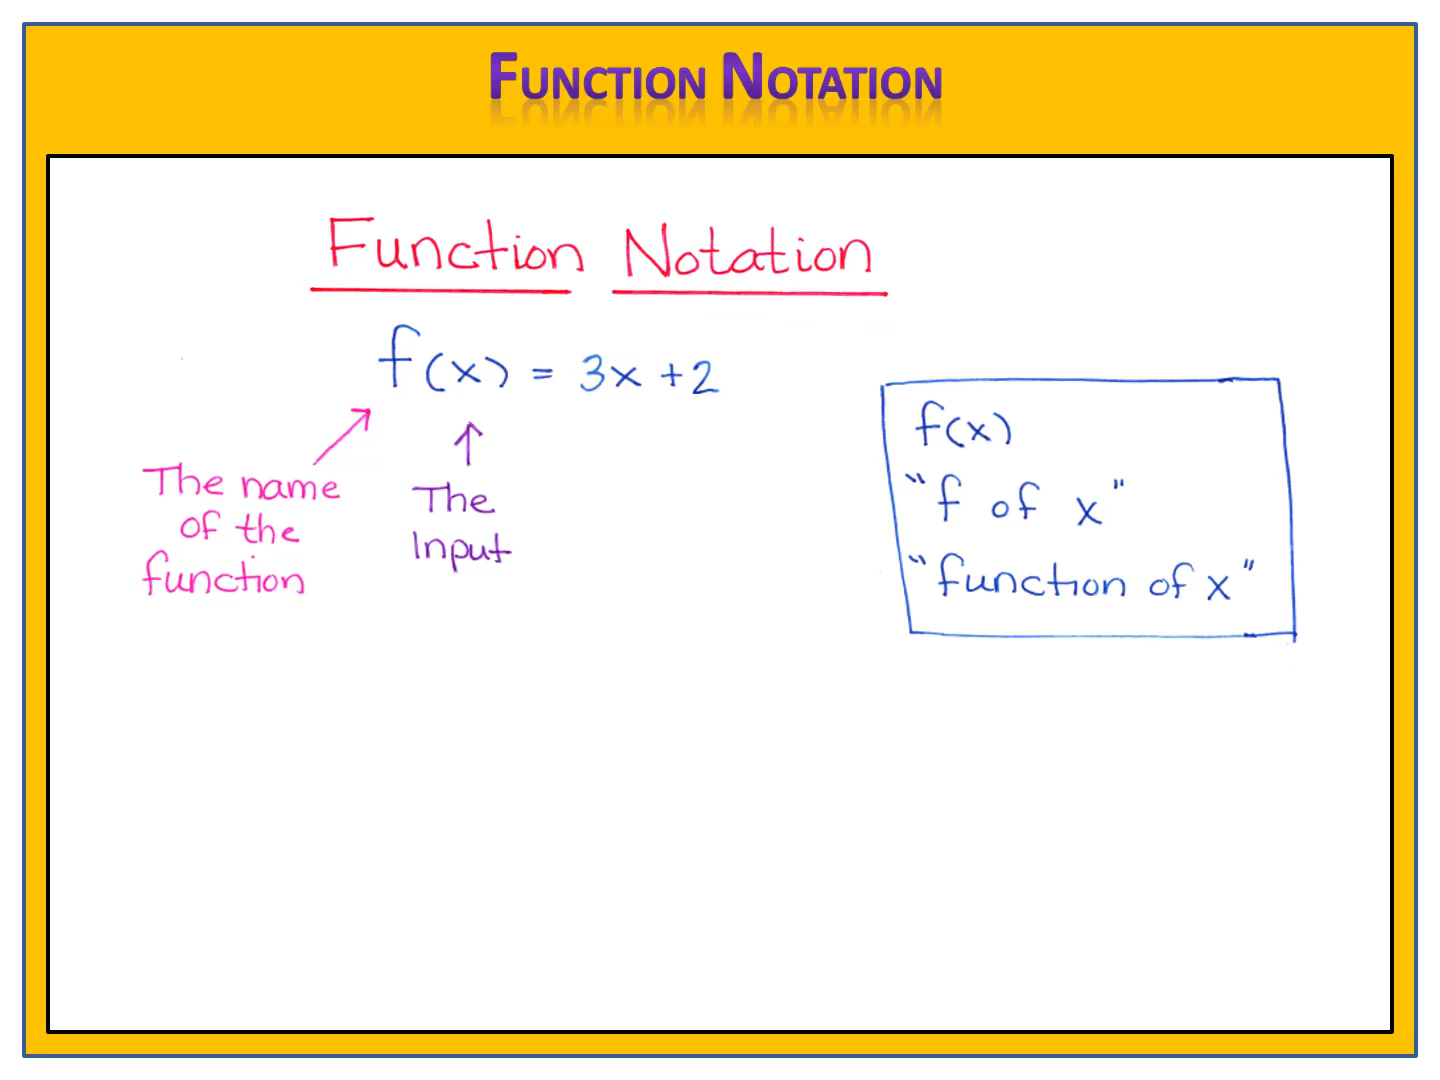 FUNCTION NOTATION
Function Notation
f(x) = 3x + 2
The name
of the
function
The
Input
f(x)
“f of x”
“function of x”